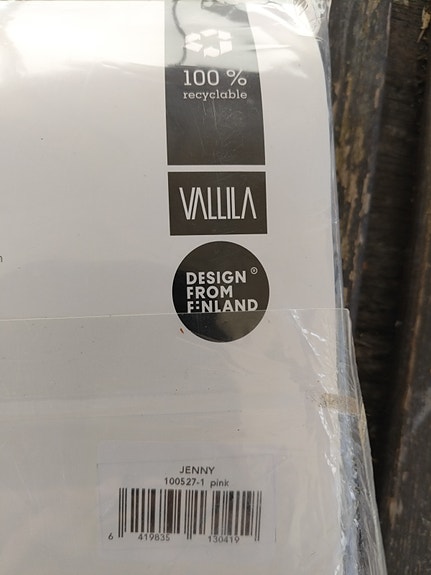 100 %
recyclable
VALLILA
DESIGN ®
FROM
FINLAND
JENNY
100527-1 pink
6 419835 130419